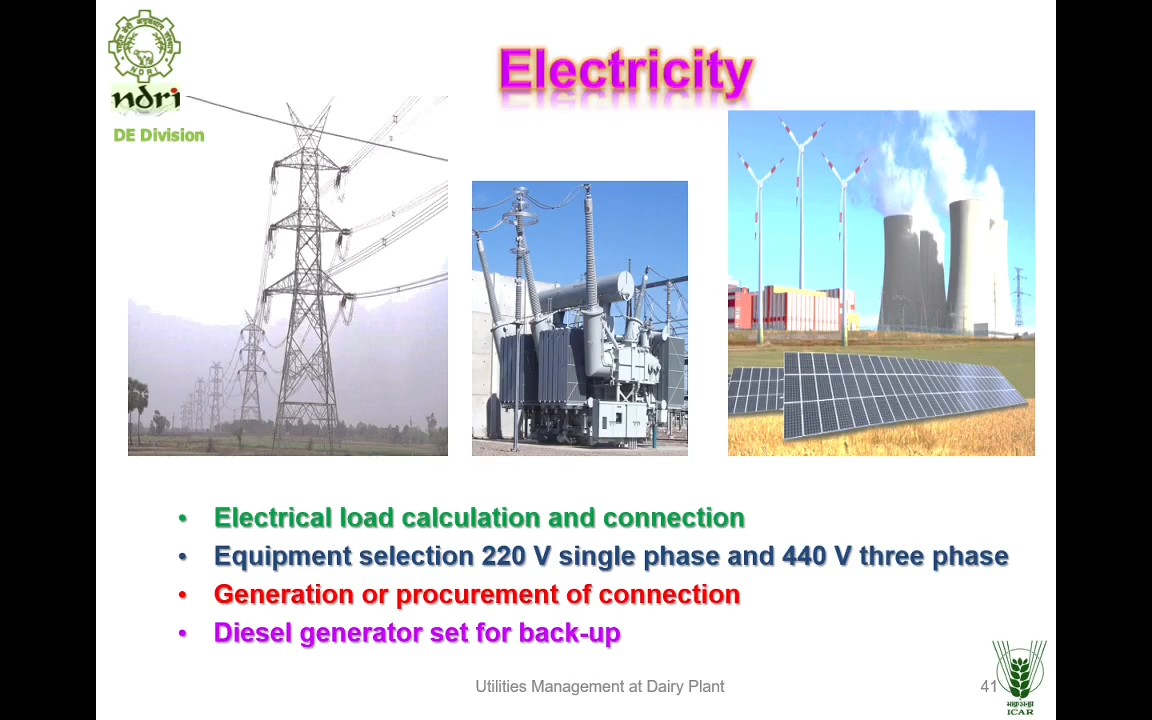 Electricity
NDRI
ndri
DE Division
• Electrical load calculation and connection
• Equipment selection 220 V single phase and 440 V three phase
• Generation or procurement of connection
• Diesel generator set for back-up
Utilities Management at Dairy Plant
41
ICAR